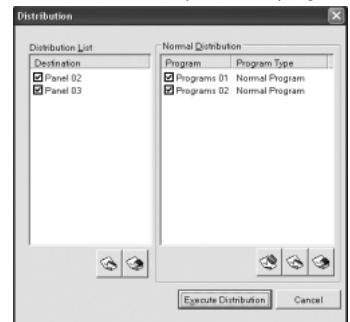 Distribution
Distribution List
Destination
Panel 02
Panel 03
Normal Distribution
Program Program Type
Programs 01 Normal Program
Programs 02 Normal Program
Execute Distribution Cancel